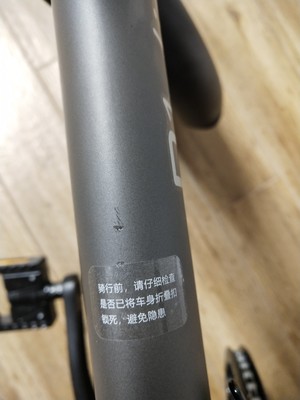 骑行前，请仔细检查
是否已将车身折叠扣
锁死，避免隐患